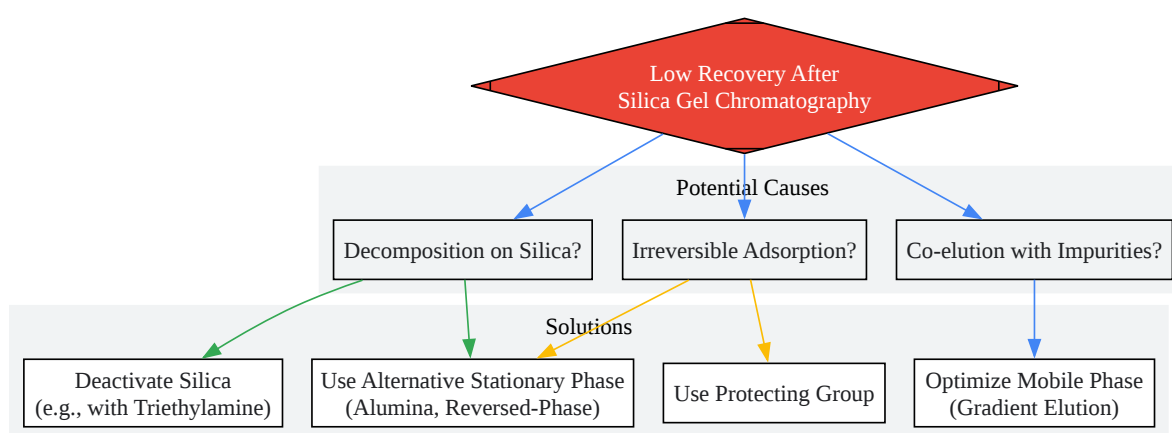 Low Recovery After
Silica Gel Chromatography
Potential Causes
Decomposition on Silica?
Irreversible Adsorption?
Co-elution with Impurities?
Solutions
Deactivate Silica
(e.g., with Triethylamine)
Use Alternative Stationary Phase
(Alumina, Reversed-Phase)
Use Protecting Group
Optimize Mobile Phase
(Gradient Elution)